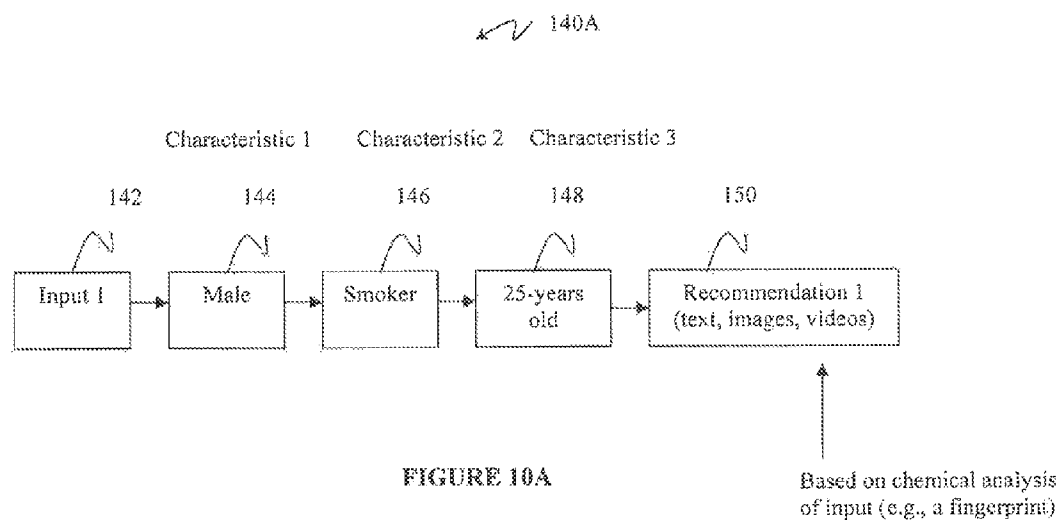 140A
Characteristic 1 Characteristic 2 Characteristic 3
142 144 146 148 150
Input 1 Male Smoker 25-years old Recommendation 1 (text, images, videos)
FIGURE 10A
Based on chemical analysis
of input (e.g., a fingerprint)